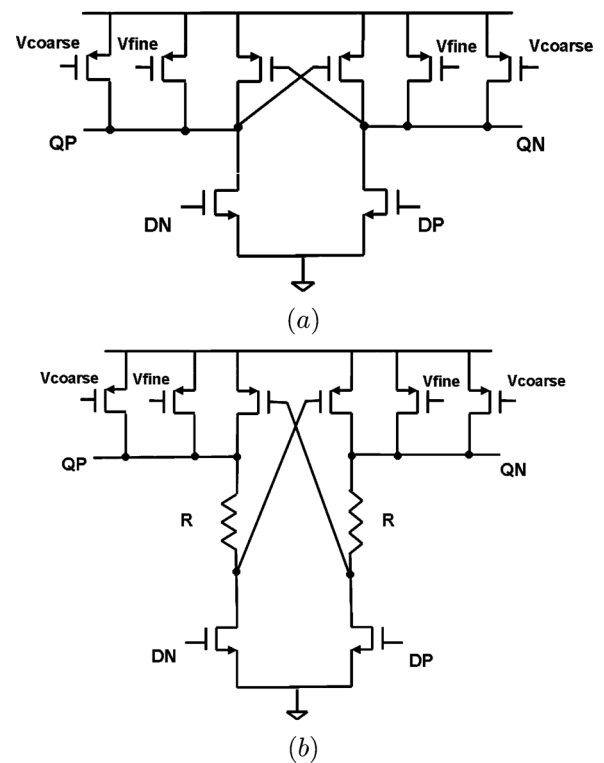 Vcoarse Vfine Vfine Vcoarse
QP QN
DN DP
(a)
Vcoarse Vfine Vfine Vcoarse
QP QN
R R
DN DP
(b)